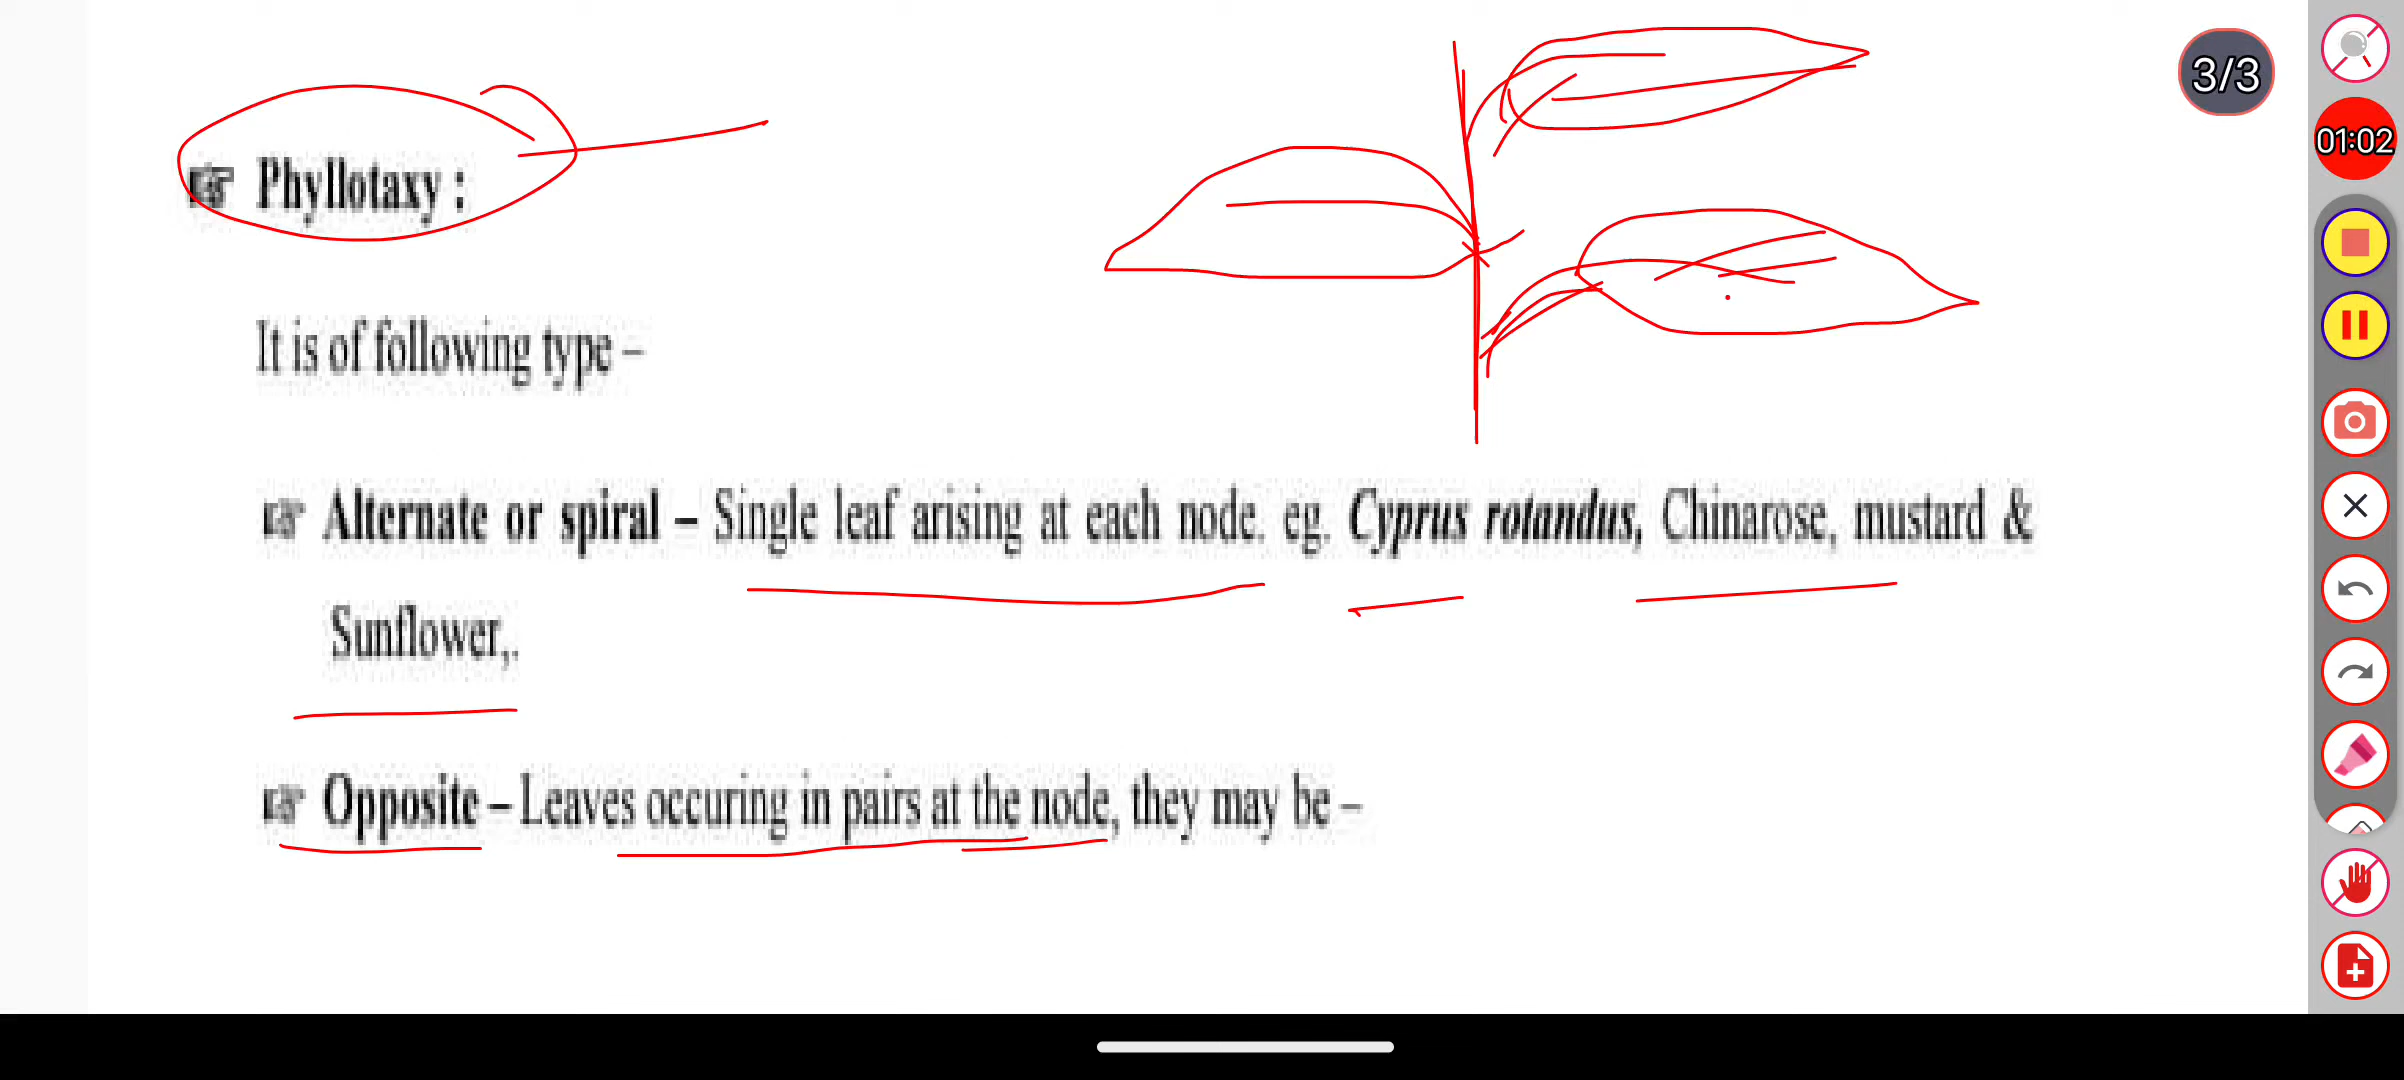 3/3
01:02
☞ Phyllotaxy :
It is of following type –
☞ Alternate or spiral – Single leaf arising at each node. eg. Cyprus rotandus, Chinarose, mustard &
Sunflower,.
☞ Opposite – Leaves occuring in pairs at the node, they may be –